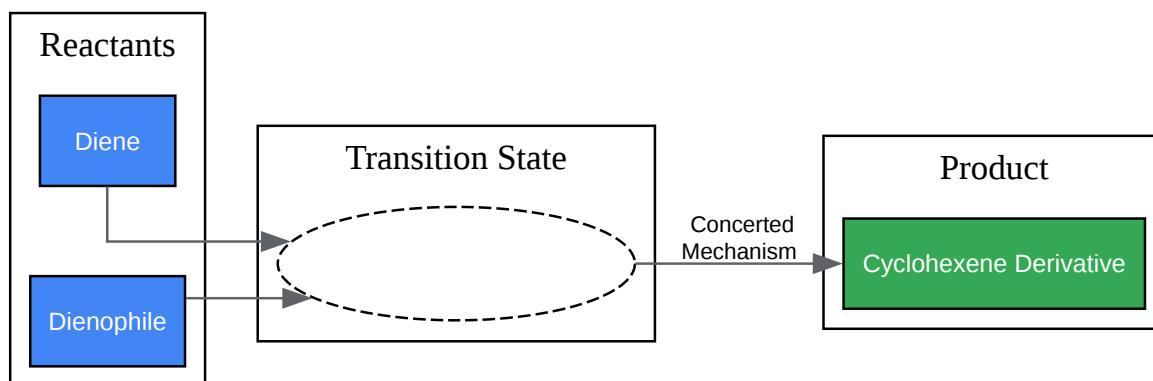 Reactants
Diene
Dienophile
Transition State
Concerted
Mechanism
Product
Cyclohexene Derivative